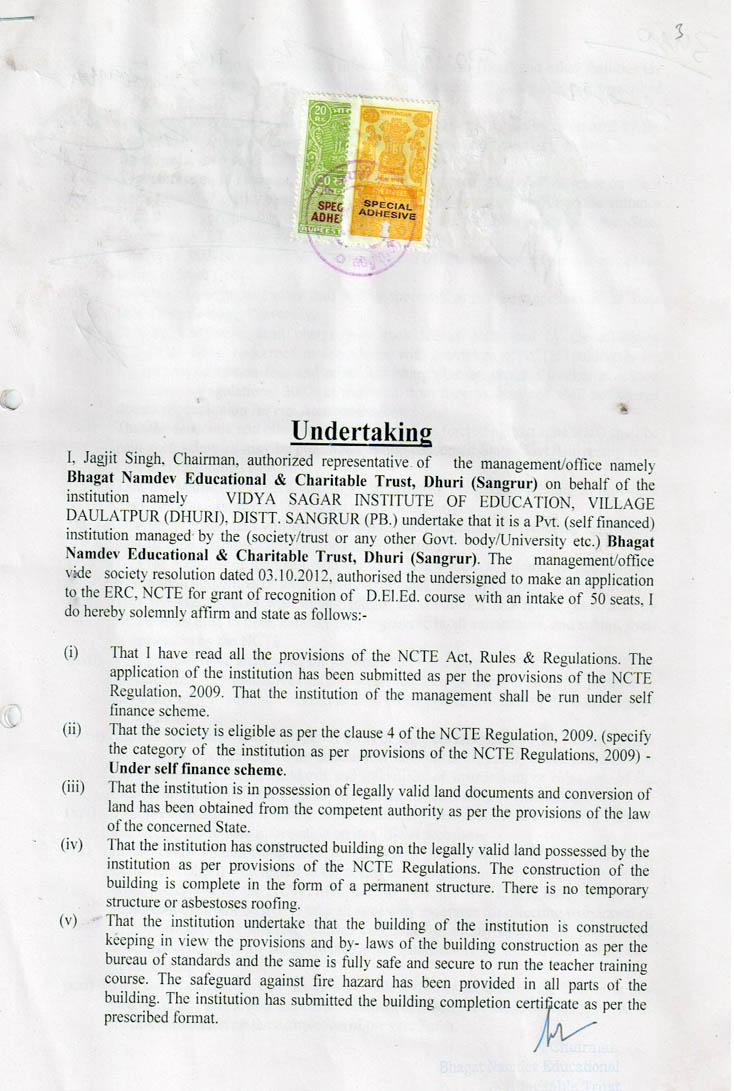 3
20
RS.
20
SPEC
ADHE
RUPEES
SPECIAL
ADHESIVE
1
Undertaking
I, Jagjit Singh, Chairman, authorized representative of the management/office namely
Bhagat Namdev Educational & Charitable Trust, Dhuri (Sangrur) on behalf of the
institution namely VIDYA SAGAR INSTITUTE OF EDUCATION, VILLAGE
DAULATPUR (DHURI), DISTT. SANGRUR (PB.) undertake that it is a Pvt. (self financed)
institution managed by the (society/trust or any other Govt. body/University etc.) Bhagat
Namdev Educational & Charitable Trust, Dhuri (Sangrur). The management/office
vide society resolution dated 03.10.2012, authorised the undersigned to make an application
to the ERC, NCTE for grant of recognition of D.El.Ed. course with an intake of 50 seats, I
do hereby solemnly affirm and state as follows:-
(i) That I have read all the provisions of the NCTE Act, Rules & Regulations. The
application of the institution has been submitted as per the provisions of the NCTE
Regulation, 2009. That the institution of the management shall be run under self
finance scheme.
(ii) That the society is eligible as per the clause 4 of the NCTE Regulation, 2009. (specify
the category of the institution as per provisions of the NCTE Regulations, 2009) -
Under self finance scheme.
(iii) That the institution is in possession of legally valid land documents and conversion of
land has been obtained from the competent authority as per the provisions of the law
of the concerned State.
(iv) That the institution has constructed building on the legally valid land possessed by the
institution as per provisions of the NCTE Regulations. The construction of the
building is complete in the form of a permanent structure. There is no temporary
structure or asbestoses roofing.
(v) That the institution undertake that the building of the institution is constructed
keeping in view the provisions and by- laws of the building construction as per the
bureau of standards and the same is fully safe and secure to run the teacher training
course. The safeguard against fire hazard has been provided in all parts of the
building. The institution has submitted the building completion certificate as per the
prescribed format.
Chairman
Bhagat Namdev Educational
Trust